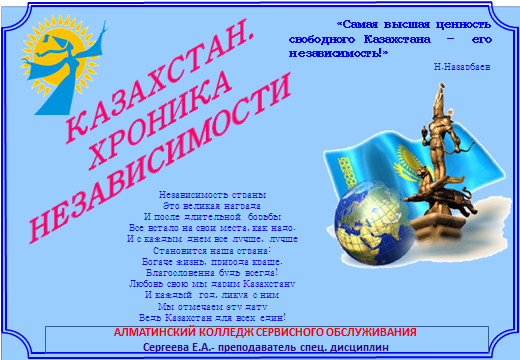 «Самая высшая ценность
свободного Казахстана – его
независимость!»
Н.Назарбаев
КАЗАХСТАН.
ХРОНИКА
НЕЗАВИСИМОСТИ
Независимость страны
Это великая награда
И после длительной борьбы
Все встало на свои места, как надо.
И с каждым днем все лучше, лучше
Становится наша страна:
Богаче жизнь, природа краше.
Благословенна будь всегда!
Любовь свою мы дарим Казахстану
И каждый год, ликуя с ним
Мы отмечаем эту дату
Ведь Казахстан для всех един!
АЛМАТИНСКИЙ КОЛЛЕДЖ СЕРВИСНОГО ОБСЛУЖИВАНИЯ
Сергеева Е.А.- преподаватель спец. дисциплин